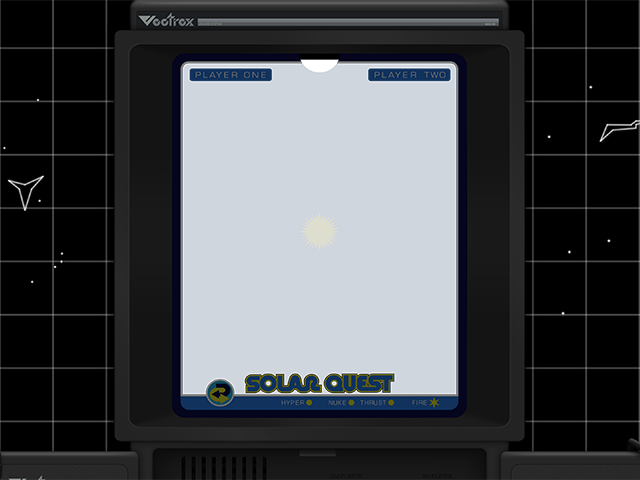 Vectrex
PLAYER ONE PLAYER TWO
SOLAR QUEST
HYPER NUKE THRUST FIRE